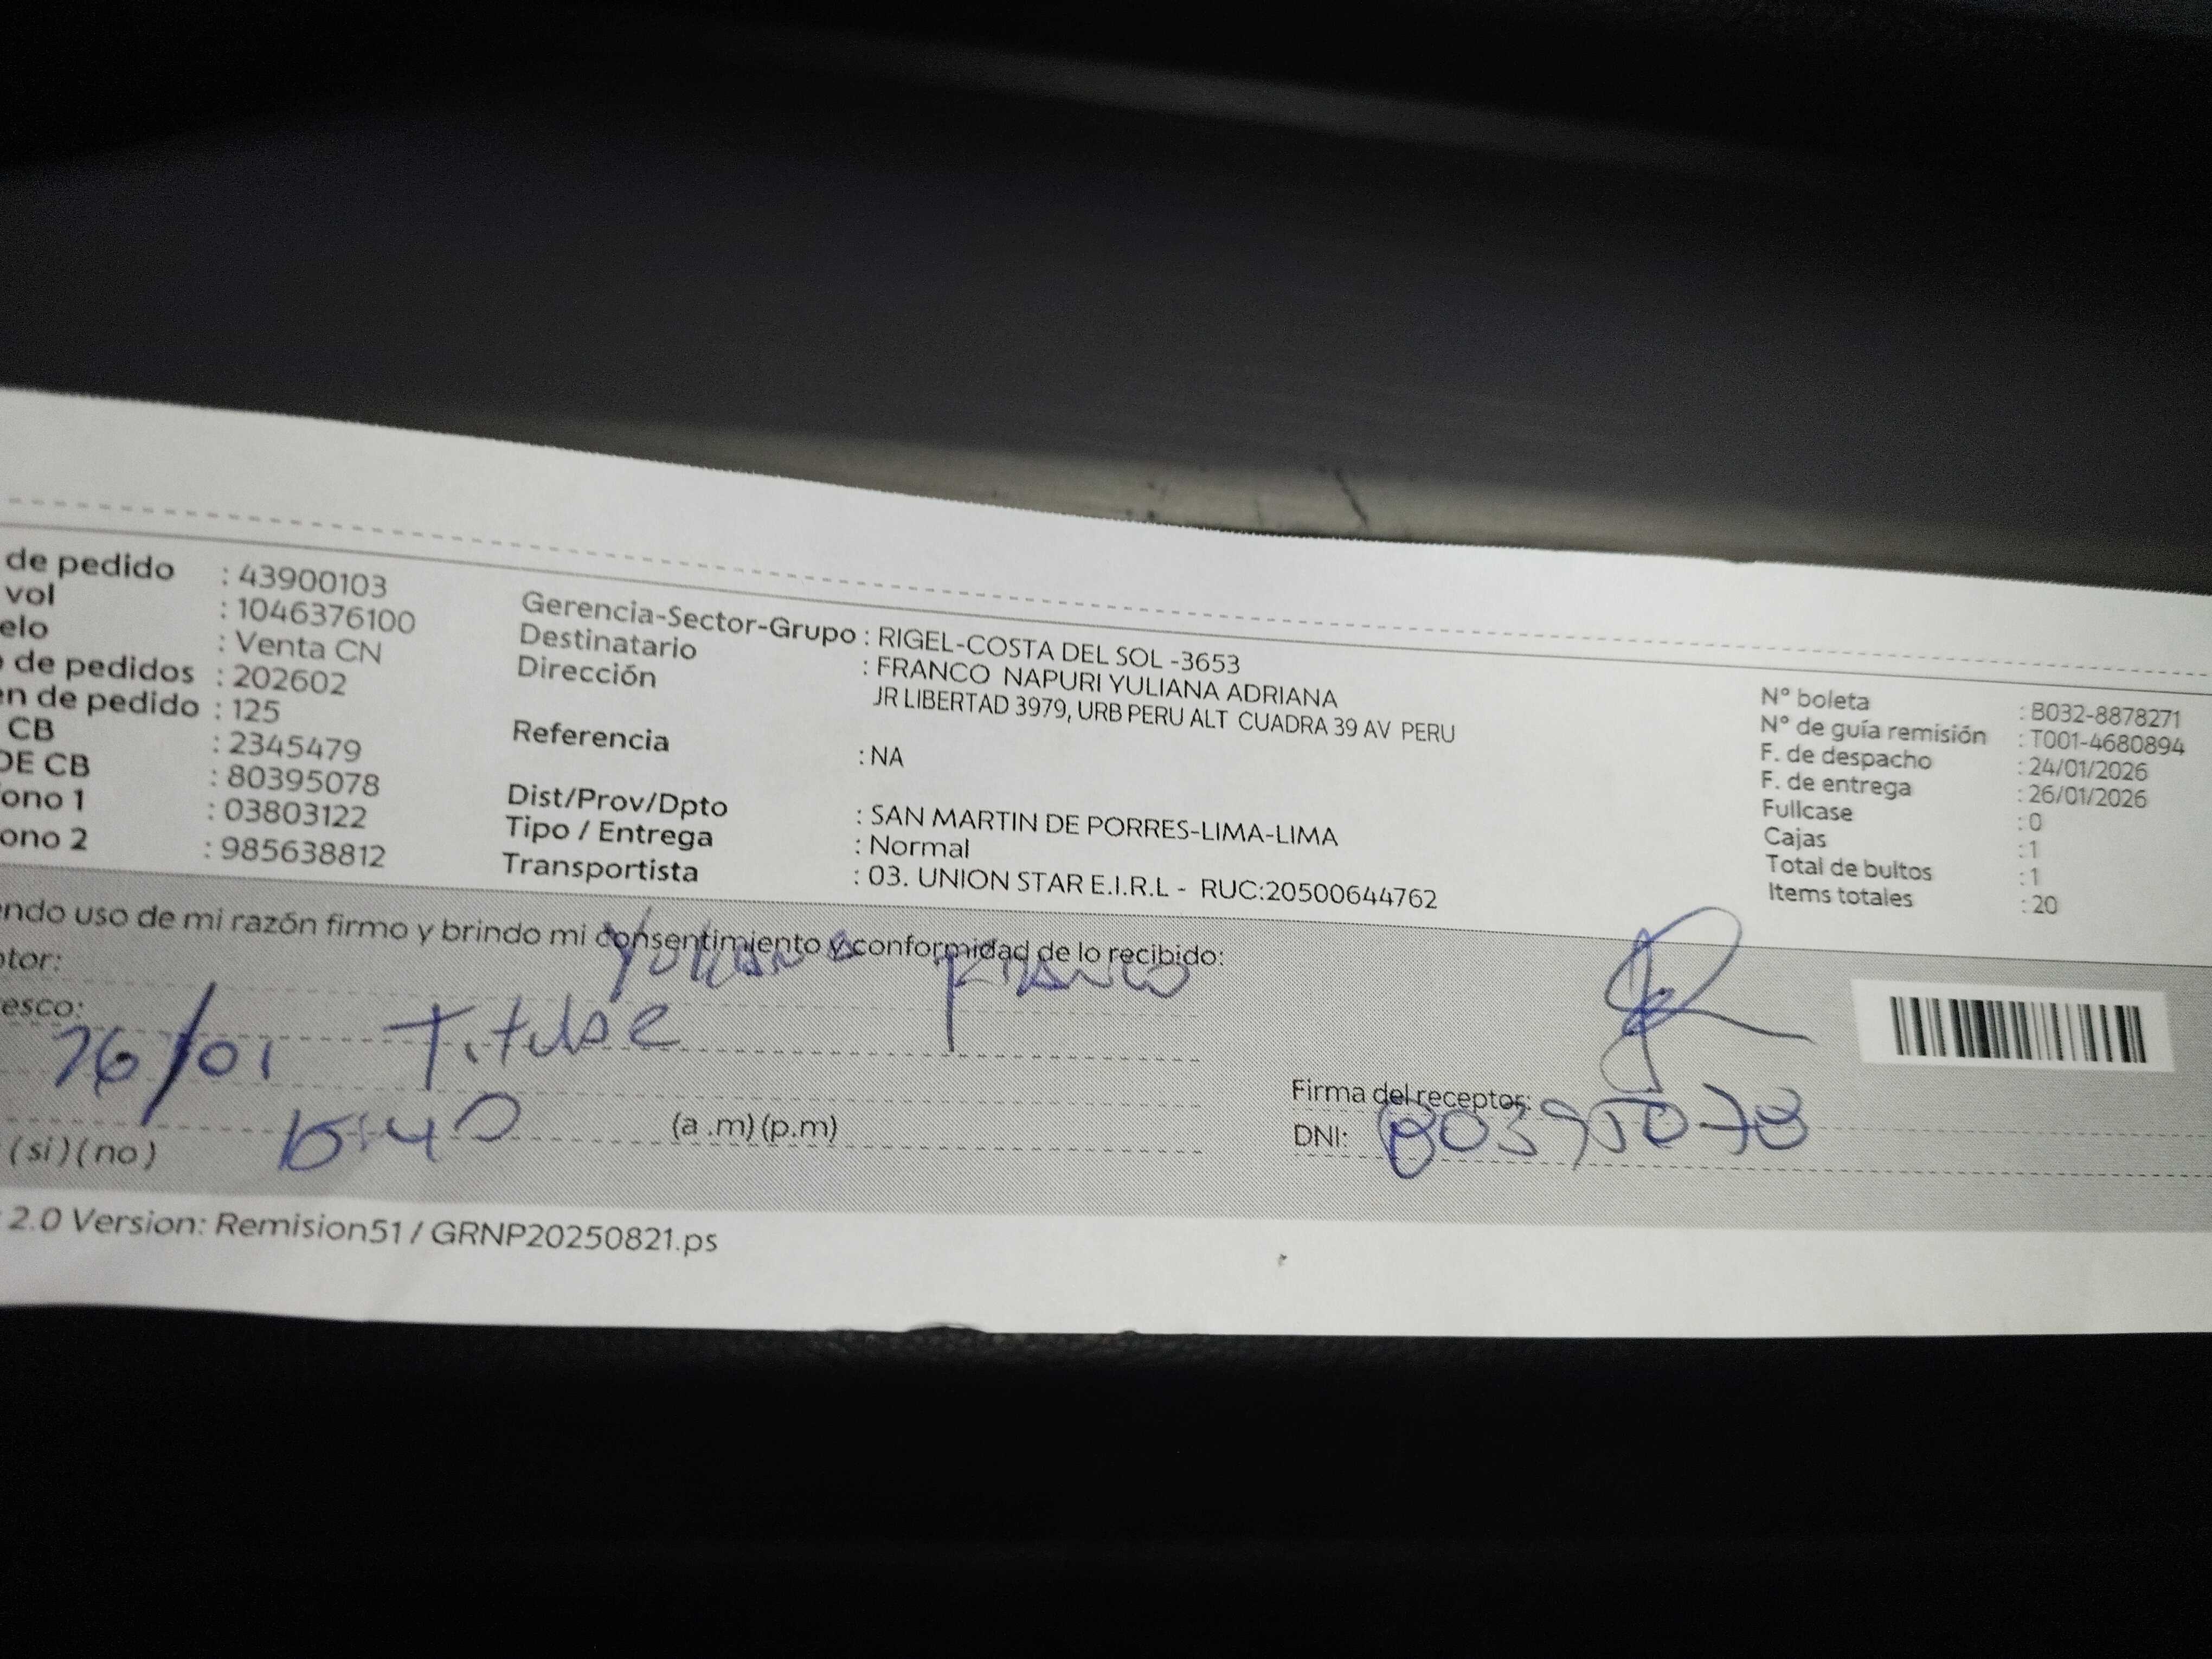 de pedido : 43900103
vol : 1046376100
elo : Venta CN
de pedidos : 202602
en de pedido : 125
CB : 2345479
DE CB : 80395078
ono 1 : 03803122
ono 2 : 985638812
Gerencia-Sector-Grupo : RIGEL-COSTA DEL SOL -3653
Destinatario : FRANCO NAPURI YULIANA ADRIANA
Dirección JR LIBERTAD 3979, URB PERU ALT CUADRA 39 AV PERU
Referencia : NA
Dist/Prov/Dpto : SAN MARTIN DE PORRES-LIMA-LIMA
Tipo / Entrega : Normal
Transportista : 03. UNION STAR E.I.R.L - RUC:20500644762
N° boleta : B032-8878271
N° de guía remisión : T001-4680894
F. de despacho : 24/01/2026
F. de entrega : 26/01/2026
Fullcase : 0
Cajas : 1
Total de bultos : 1
Items totales : 20
endo uso de mi razón firmo y brindo mi consentimiento y conformidad de lo recibido:
ptor: Yuliana Franco
esco: Titular
26/01
(a .m) (p.m)
(si) (no)
Firma del receptor:
DNI: 80395078
2.0 Version: Remision51 / GRNP20250821.ps